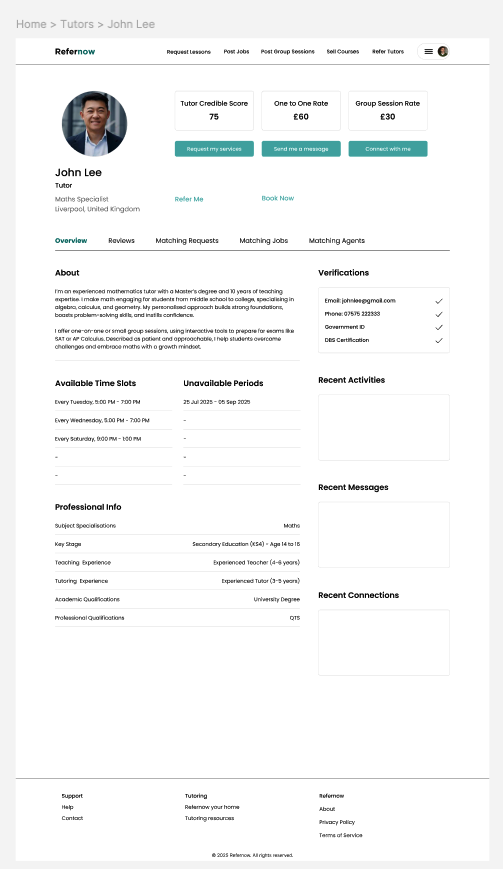 Home > Tutors > John Lee
Refernow
Request Lessons Post Jobs Post Group Sessions Sell Courses Refer Tutors
Tutor Credible Score
75
One to One Rate
£60
Group Session Rate
£30
Request my services
Send me a message
Connect with me
John Lee
Tutor
Maths Specialist
Liverpool, United Kingdom
Refer Me
Book Now
Overview Reviews Matching Requests Matching Jobs Matching Agents
About
I'm an experienced mathematics tutor with a Master's degree and 10 years of teaching
expertise. I make math engaging for students from middle school to college, specialising in
algebra, calculus, and geometry. My personalised approach builds strong foundations,
boosts problem-solving skills, and instills confidence.
I offer one-on-one or small group sessions, using interactive tools to prepare for exams like
SAT or AP Calculus. Described as patient and approachable, I help students overcome
challenges and embrace maths with a growth mindset.
Verifications
Email: johnlee@gmail.com
Phone: 07575 222333
Government ID
DBS Certification
Available Time Slots
Every Tuesday, 5:00 PM - 7:00 PM
Every Wednesday, 5:00 PM - 7:00 PM
Every Saturday, 9:00 PM - 1:00 PM
-
-
Unavailable Periods
25 Jul 2025 - 05 Sep 2025
-
-
-
-
Recent Activities
Recent Messages
Recent Connections
Professional Info
Subject Specialisations Maths
Key Stage Secondary Education (KS4) - Age 14 to 16
Teaching Experience Experienced Teacher (4-6 years)
Tutoring Experience Experienced Tutor (3-5 years)
Academic Qualifications University Degree
Professional Qualifications QTS
Support
Help
Contact
Tutoring
Refernow your home
Tutoring resources
Refernow
About
Privacy Policy
Terms of Service
© 2025 Refernow. All rights reserved.